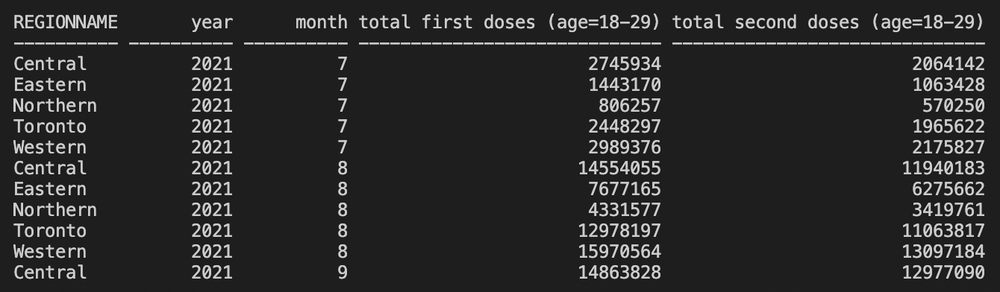 REGIONNAME year month total first doses (age=18-29) total second doses (age=18-29)
---------- ---------- ---------- ----------------------------- ------------------------------
Central 2021 7 2745934 2064142
Eastern 2021 7 1443170 1063428
Northern 2021 7 806257 570250
Toronto 2021 7 2448297 1965622
Western 2021 7 2989376 2175827
Central 2021 8 14554055 11940183
Eastern 2021 8 7677165 6275662
Northern 2021 8 4331577 3419761
Toronto 2021 8 12978197 11063817
Western 2021 8 15970564 13097184
Central 2021 9 14863828 12977090